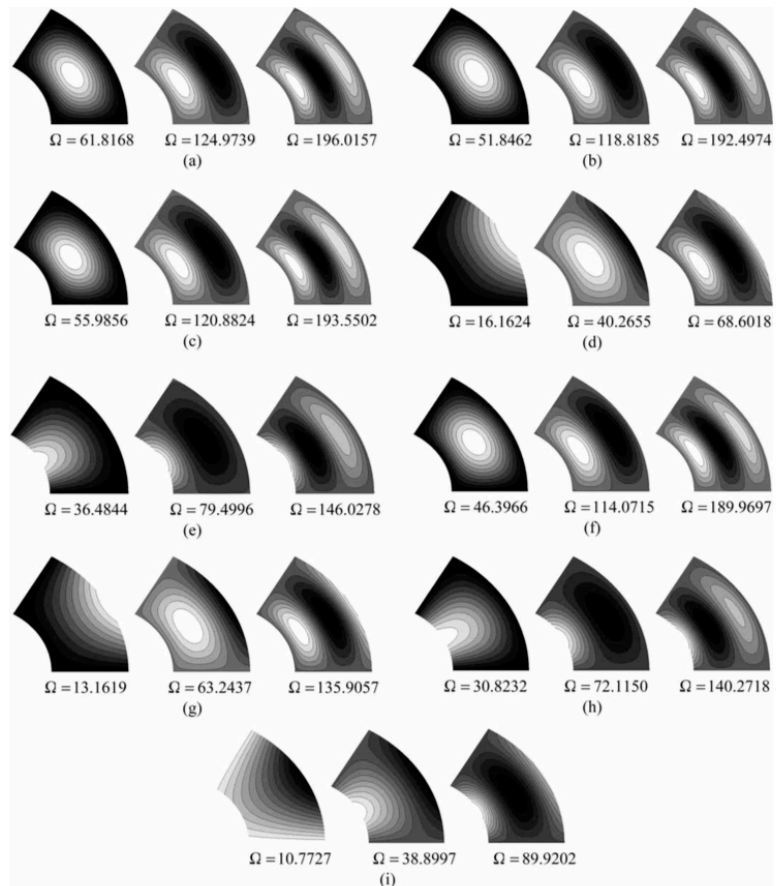 Ω = 61.8168 Ω = 124.9739 Ω = 196.0157 Ω = 51.8462 Ω = 118.8185 Ω = 192.4974
(a) (b)
Ω = 55.9856 Ω = 120.8824 Ω = 193.5502 Ω = 16.1624 Ω = 40.2655 Ω = 68.6018
(c) (d)
Ω = 36.4844 Ω = 79.4996 Ω = 146.0278 Ω = 46.3966 Ω = 114.0715 Ω = 189.9697
(e) (f)
Ω = 13.1619 Ω = 63.2437 Ω = 135.9057 Ω = 30.8232 Ω = 72.1150 Ω = 140.2718
(g) (h)
Ω = 10.7727 Ω = 38.8997 Ω = 89.9202
(i)